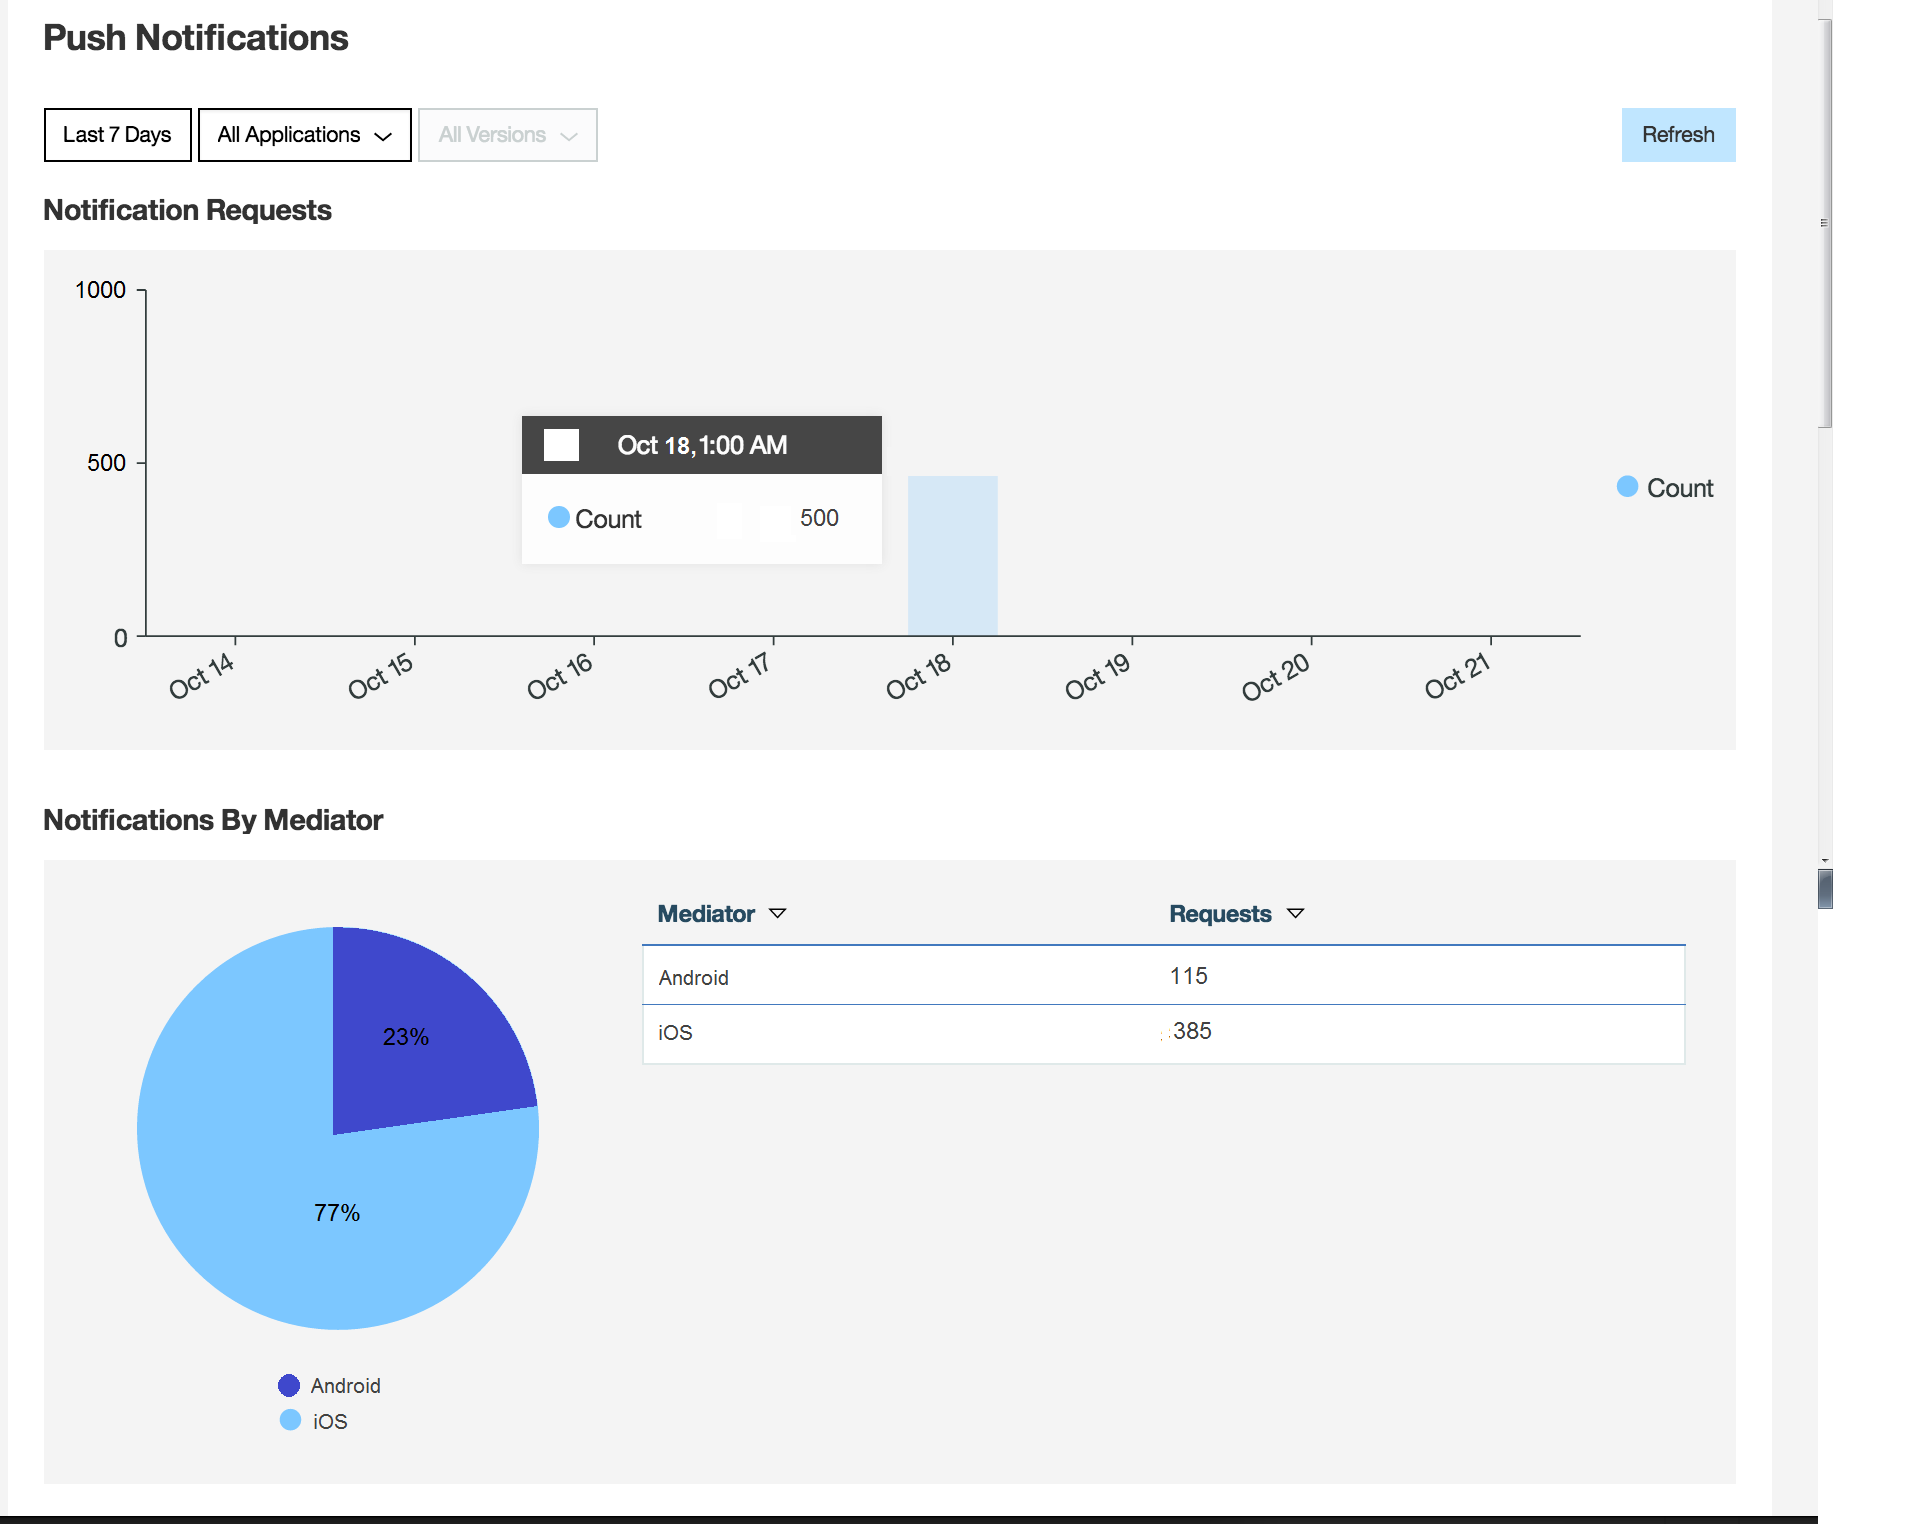 Push Notifications
Last 7 Days All Applications All Versions Refresh
Notification Requests
1000
500
0
Oct 18, 1:00 AM
Count 500
Count
Oct 14 Oct 15 Oct 16 Oct 17 Oct 18 Oct 19 Oct 20 Oct 21
Notifications By Mediator
Mediator Requests
Android 115
iOS 385
23%
77%
Android
iOS